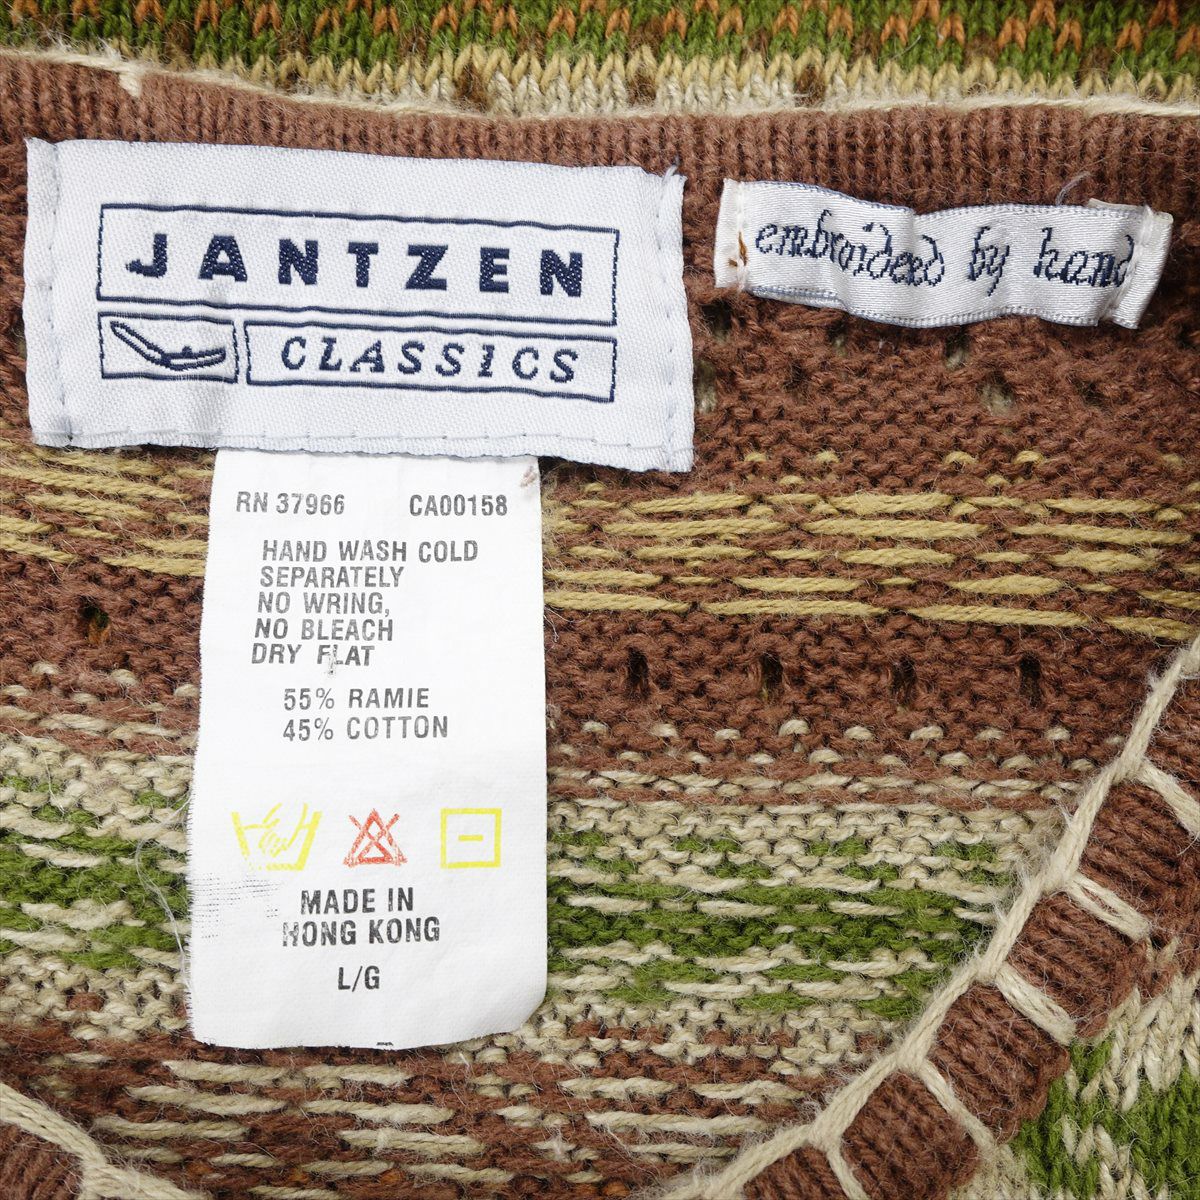 JANTZEN
CLASSICS
embroidered by hand
RN 37966 CA00158
HAND WASH COLD
SEPARATELY
NO WRING,
NO BLEACH
DRY FLAT
55% RAMIE
45% COTTON
MADE IN
HONG KONG
L/G